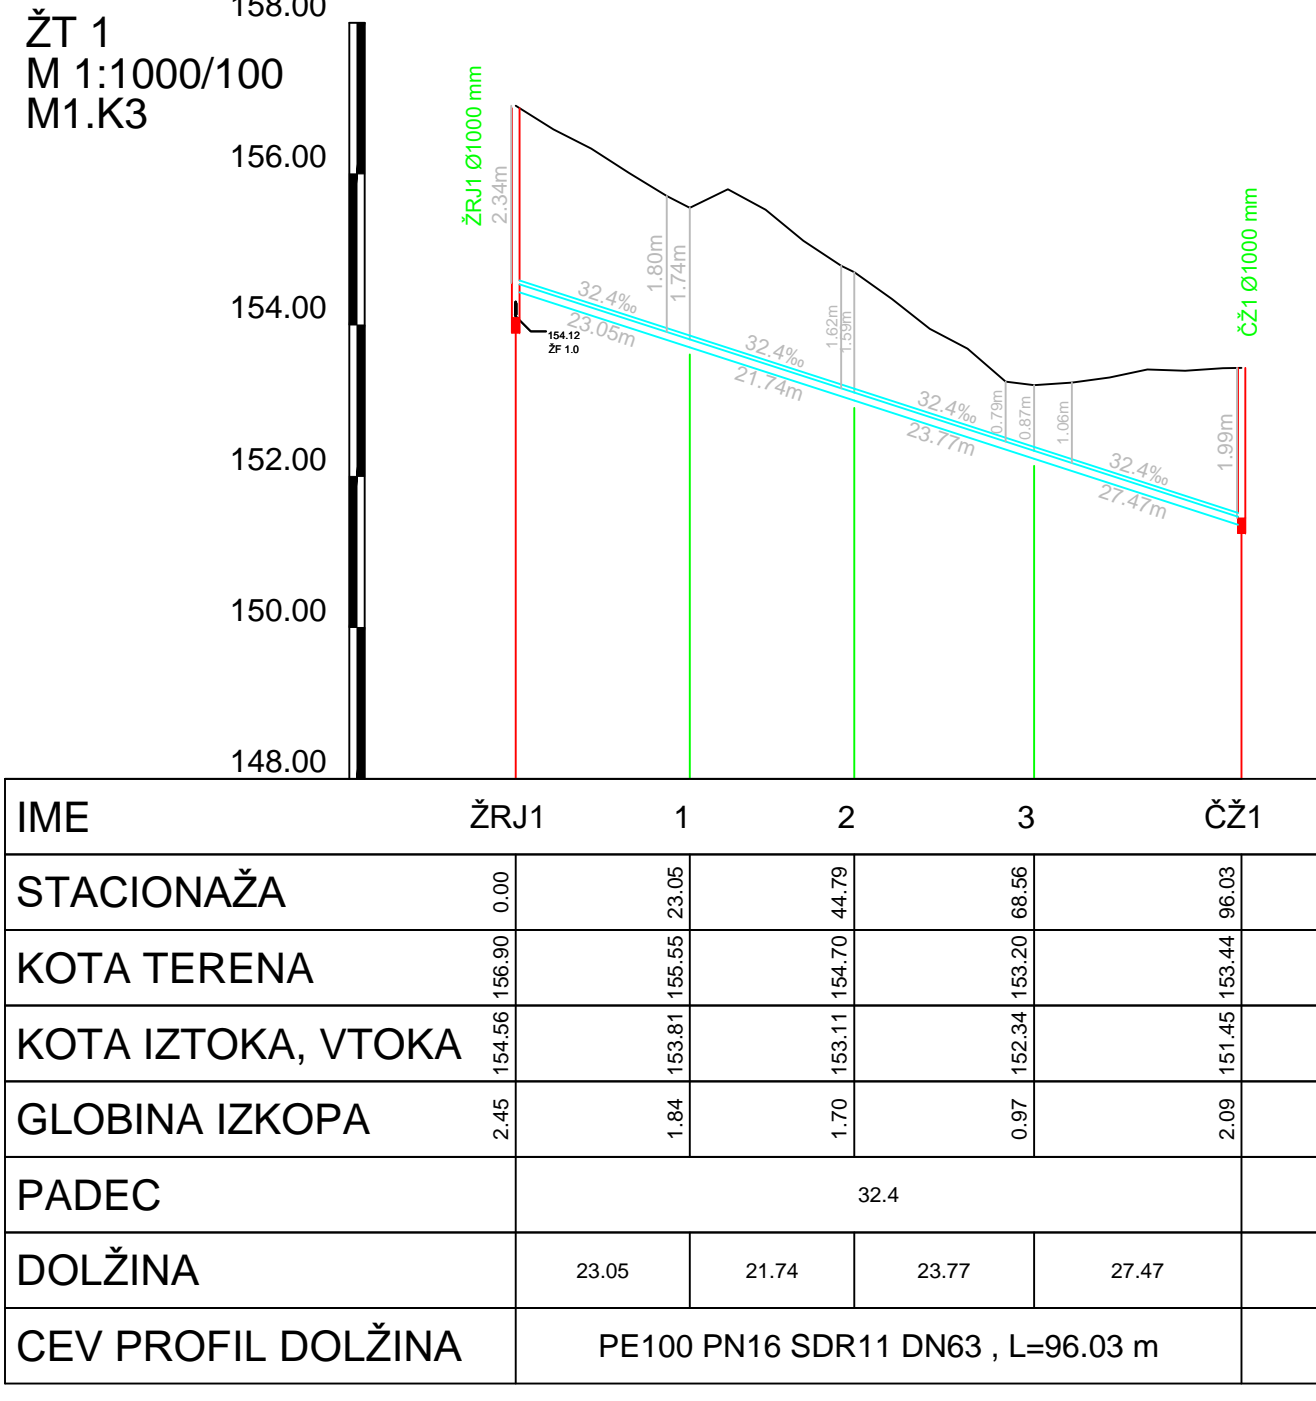 158.00
ŽT 1
M 1:1000/100
M1.K3
156.00
154.00
152.00
150.00
148.00
ŽRJ1 Ø1000 mm
2.34m
1.80m
1.74m
1.62m
1.59m
0.79m
0.87m
1.06m
1.99m
ČŽ1 Ø1000 mm
32.4‰
23.05m
154.12
ŽF 1.0
32.4‰
21.74m
32.4‰
23.77m
32.4‰
27.47m
IME ŽRJ1 1 2 3 ČŽ1
STACIONAŽA 0.00 23.05 44.79 68.56 96.03
KOTA TERENA 156.90 155.55 154.70 153.20 153.44
KOTA IZTOKA, VTOKA 154.56 153.81 153.11 152.34 151.45
GLOBINA IZKOPA 2.45 1.84 1.70 0.97 2.09
PADEC 32.4
DOLŽINA 23.05 21.74 23.77 27.47
CEV PROFIL DOLŽINA PE100 PN16 SDR11 DN63 , L=96.03 m